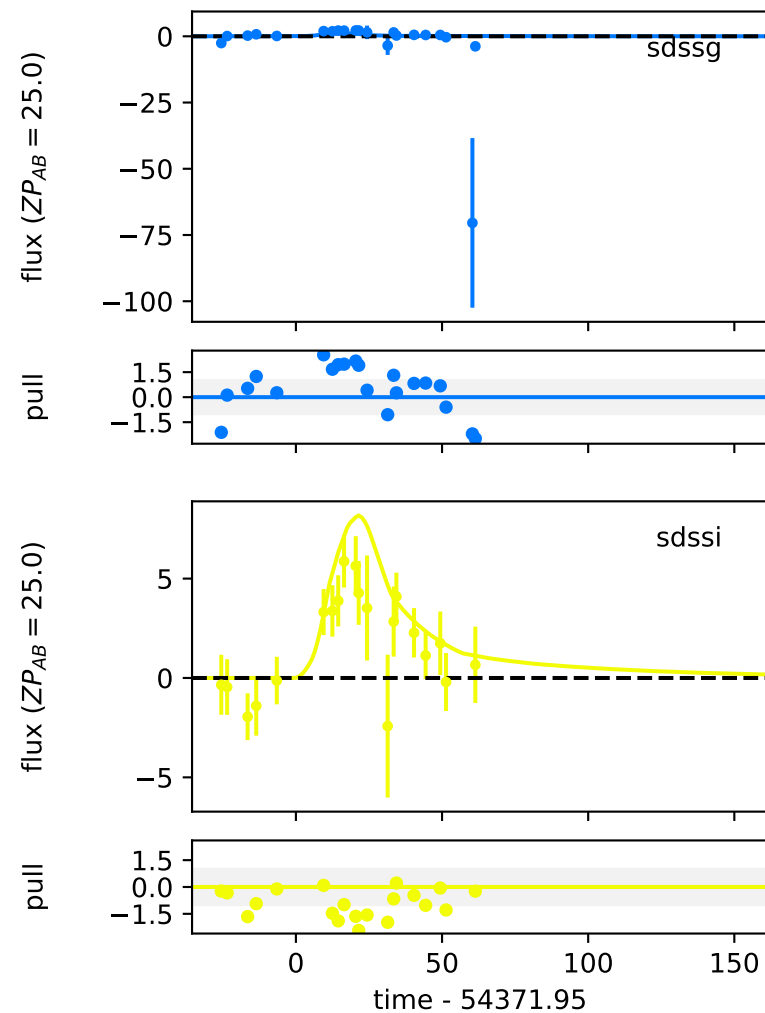 0
−25
−50
−75
−100
flux (ZP_AB = 25.0)
sdssg
1.5
0.0
−1.5
pull
5
0
−5
flux (ZP_AB = 25.0)
sdssi
1.5
0.0
−1.5
pull
0 50 100 150
time - 54371.95